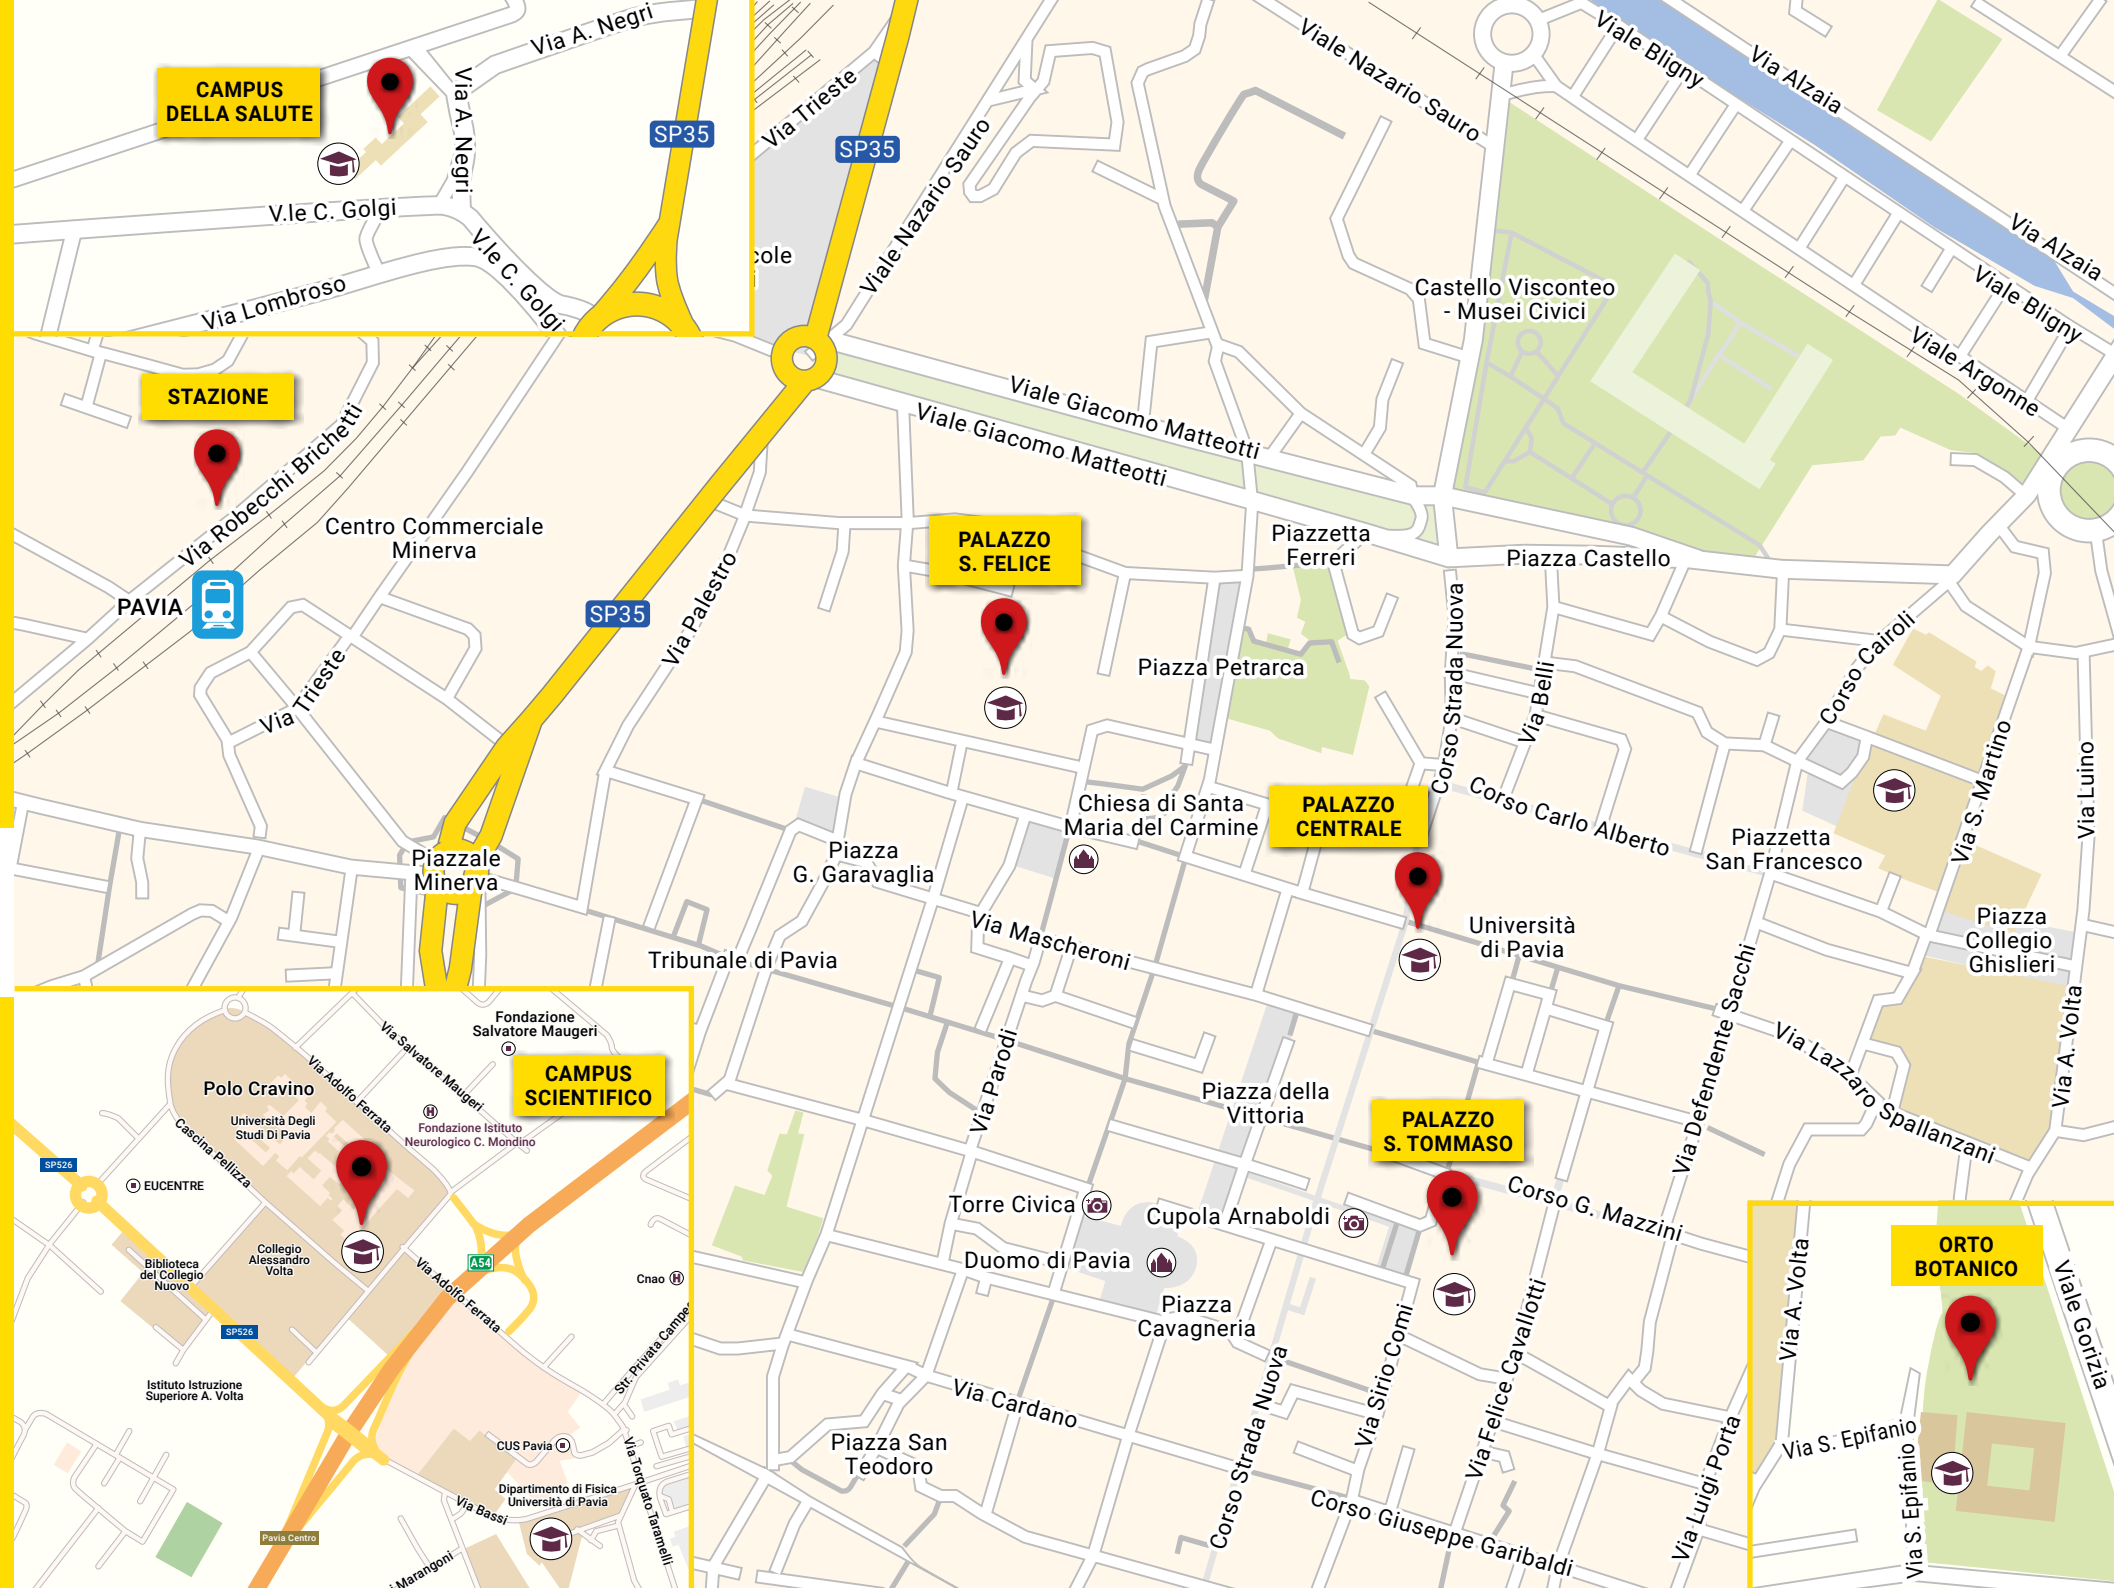 CAMPUS
DELLA SALUTE
Via A. Negri
Via A. Negri
V.le C. Golgi
V.le C. Golgi
Via Lombroso
SP35
Via Trieste
SP35
Viale Nazario Sauro
Viale Nazario Sauro
Viale Bligny
Via Alzaia
Via Alzaia
Viale Bligny
Viale Argonne
cole
Castello Visconteo
- Musei Civici
STAZIONE
Via Robecchi Brichetti
Centro Commerciale
Minerva
PAVIA
Via Trieste
SP35
Via Palestro
Viale Giacomo Matteotti
Viale Giacomo Matteotti
PALAZZO
S. FELICE
Piazzetta
Ferreri
Piazza Castello
Piazza Petrarca
Corso Strada Nuova
Via Belli
Corso Cairoli
Via S. Martino
Via Luino
Chiesa di Santa
Maria del Carmine
PALAZZO
CENTRALE
Corso Carlo Alberto
Piazzetta
San Francesco
Piazzale
Minerva
Piazza
G. Garavaglia
Via Mascheroni
Università
di Pavia
Piazza
Collegio
Ghislieri
Tribunale di Pavia
Via Defendente Sacchi
Via Lazzaro Spallanzani
Via A. Volta
Via Parodi
Piazza della
Vittoria
PALAZZO
S. TOMMASO
Torre Civica
Cupola Arnaboldi
Corso G. Mazzini
Duomo di Pavia
Piazza
Cavagneria
Via Cardano
Piazza San
Teodoro
Corso Strada Nuova
Via Sirio Comi
Via Felice Cavallotti
Via Luigi Porta
Corso Giuseppe Garibaldi
Fondazione
Salvatore Maugeri
Via Salvatore Maugeri
CAMPUS
SCIENTIFICO
Via Adolfo Ferrata
Polo Cravino
Università Degli
Studi Di Pavia
H
Fondazione Istituto
Neurologico C. Mondino
Cascina Pellizza
SP526
EUCENTRE
Collegio
Alessandro
Volta
Biblioteca
del Collegio
Nuovo
A54
Via Adolfo Ferrata
Cnao H
SP526
Str. Privata Campe
Istituto Istruzione
Superiore A. Volta
CUS Pavia
Via Torquato Taramelli
Dipartimento di Fisica
Università di Pavia
Via Bassi
Pavia Centro
i Marangoni
ORTO
BOTANICO
Via A. Volta
Viale Gorizia
Via S. Epifanio
Via S. Epifanio